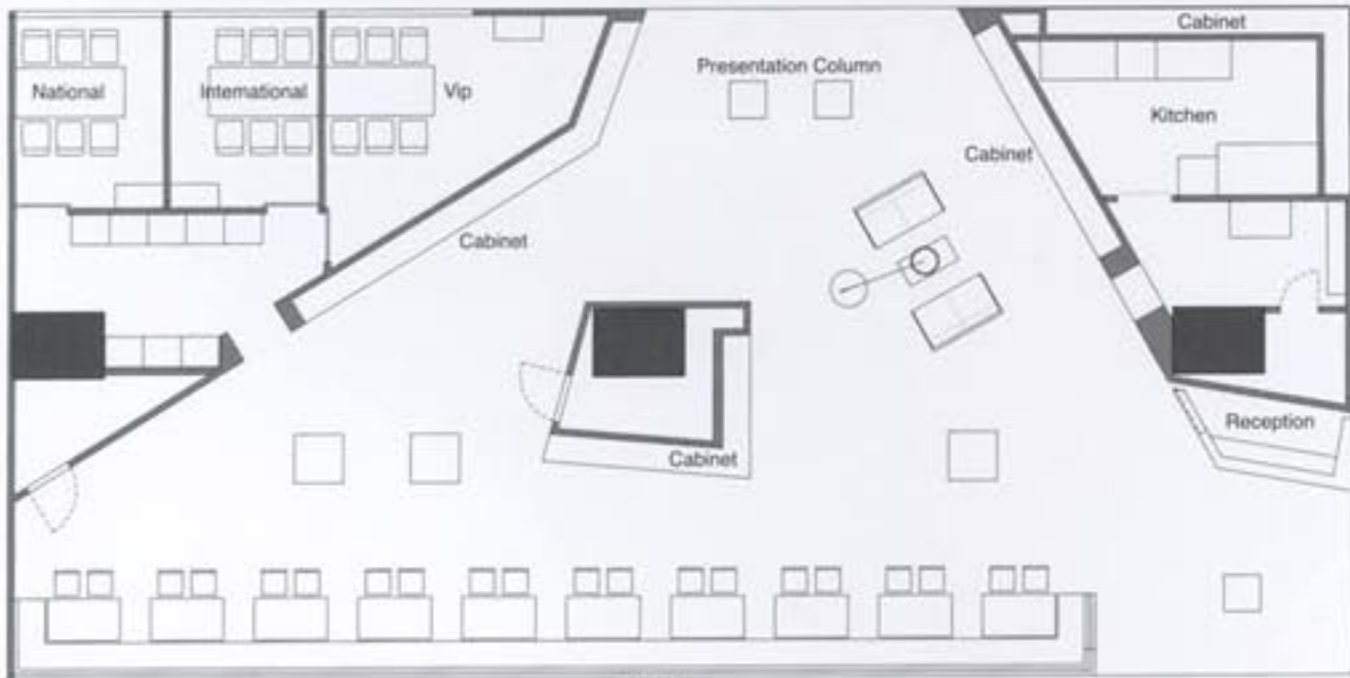 Cabinet
Presentation Column
National
International
Vip
Kitchen
Cabinet
Cabinet
Reception
Cabinet